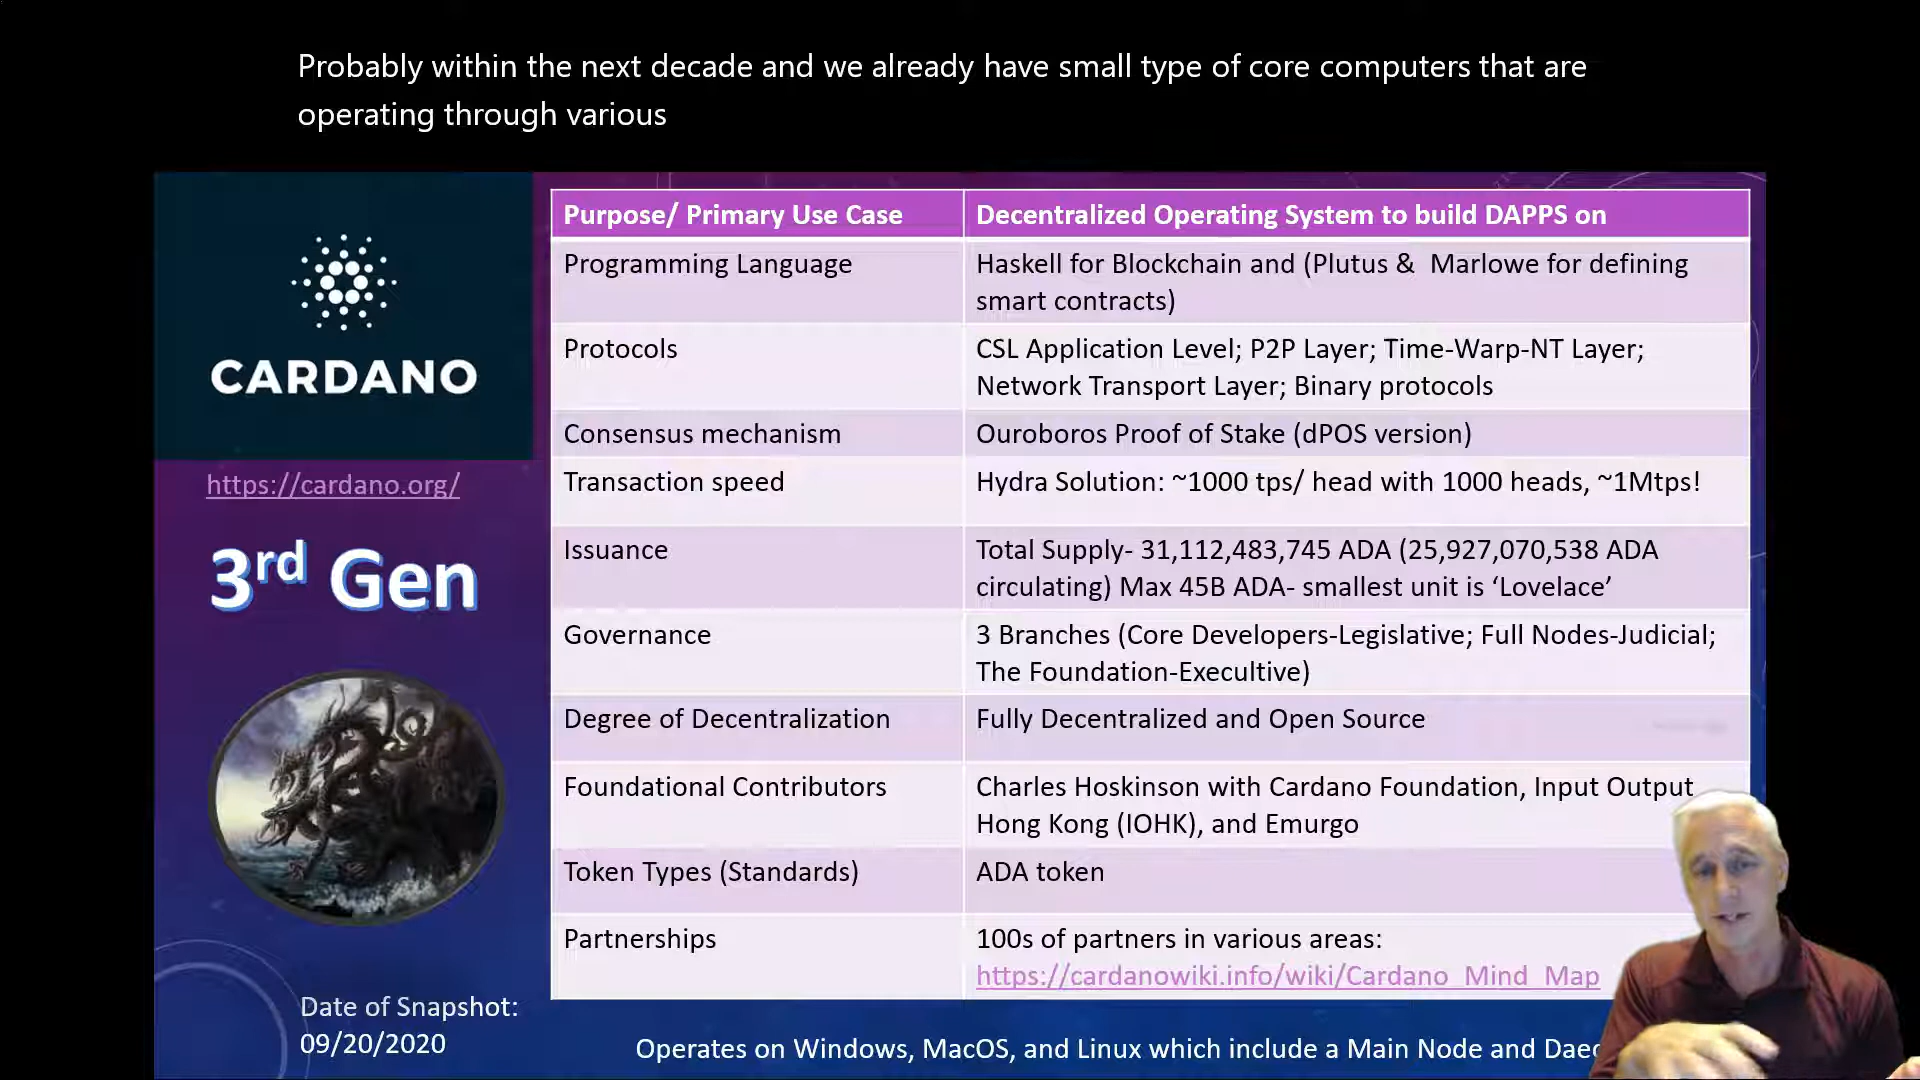 Probably within the next decade and we already have small type of core computers that are
operating through various
CARDANO
https://cardano.org/
3rd Gen
Date of Snapshot:
09/20/2020
Purpose/ Primary Use Case
Decentralized Operating System to build DAPPS on
Programming Language
Haskell for Blockchain and (Plutus & Marlowe for defining
smart contracts)
Protocols
CSL Application Level; P2P Layer; Time-Warp-NT Layer;
Network Transport Layer; Binary protocols
Consensus mechanism
Ouroboros Proof of Stake (dPOS version)
Transaction speed
Hydra Solution: ~1000 tps/ head with 1000 heads, ~1Mtps!
Issuance
Total Supply- 31,112,483,745 ADA (25,927,070,538 ADA
circulating) Max 45B ADA- smallest unit is ‘Lovelace’
Governance
3 Branches (Core Developers-Legislative; Full Nodes-Judicial;
The Foundation-Executive)
Degree of Decentralization
Fully Decentralized and Open Source
Foundational Contributors
Charles Hoskinson with Cardano Foundation, Input Output
Hong Kong (IOHK), and Emurgo
Token Types (Standards)
ADA token
Partnerships
100s of partners in various areas:
https://cardanowiki.info/wiki/Cardano_Mind_Map
Operates on Windows, MacOS, and Linux which include a Main Node and